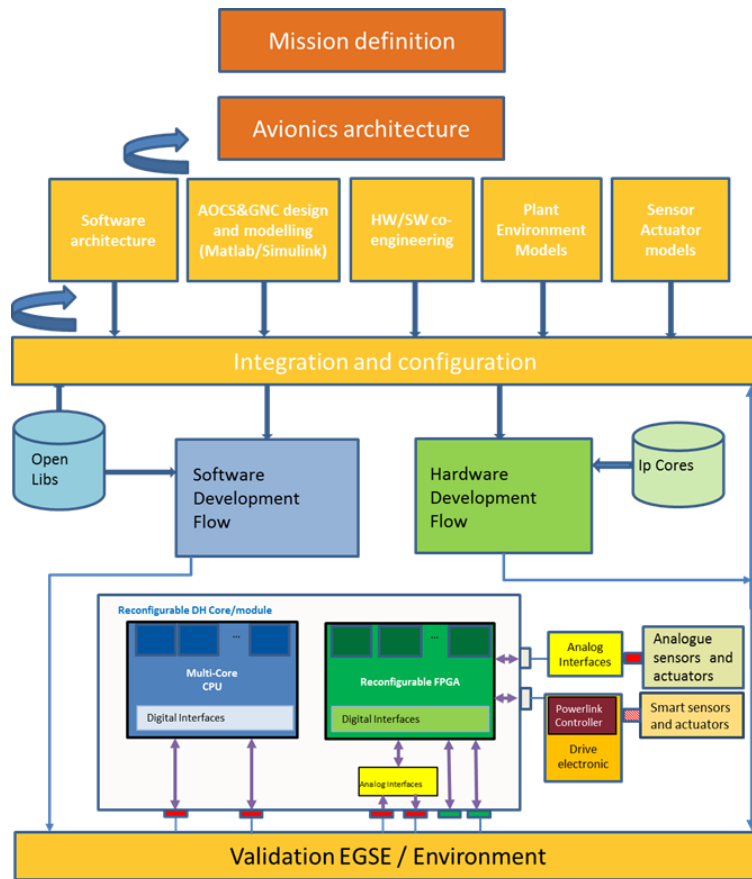 Mission definition
Avionics architecture
Software
architecture
AOCS&GNC design
and modelling
(Matlab/Simulink)
HW/SW co-
engineering
Plant
Environment
Models
Sensor
Actuator
models
Integration and configuration
Open
Libs
Software
Development
Flow
Hardware
Development
Flow
Ip Cores
Reconfigurable DH Core/module
...
Multi-Core
CPU
Digital Interfaces
...
Reconfigurable FPGA
Digital Interfaces
Analog Interfaces
Analog
Interfaces
Analogue
sensors and
actuators
Powerlink
Controller
Drive
electronic
Smart sensors
and actuators
Validation EGSE / Environment